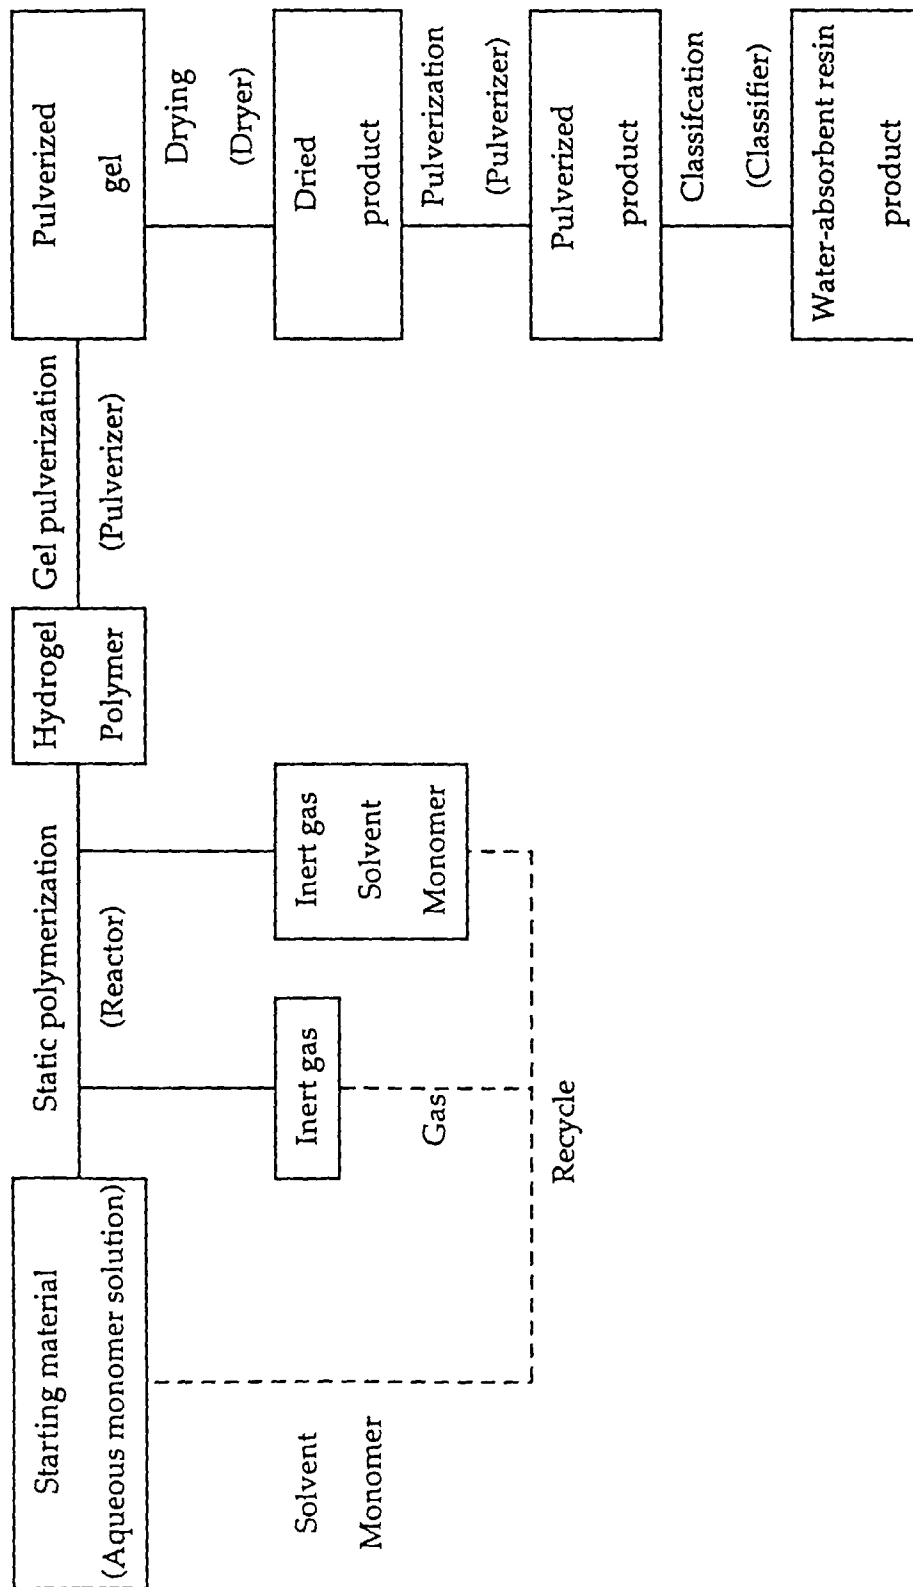 Starting material
(Aqueous monomer solution)
Static polymerization
(Reactor)
Hydrogel
Polymer
Gel pulverization
(Pulverizer)
Pulverized
gel
Drying
(Dryer)
Dried
product
Pulverization
(Pulverizer)
Pulverized
product
Classifcation
(Classifier)
Water-absorbent resin
product
Inert gas
Inert gas
Solvent
Monomer
Gas
Solvent
Monomer
Recycle